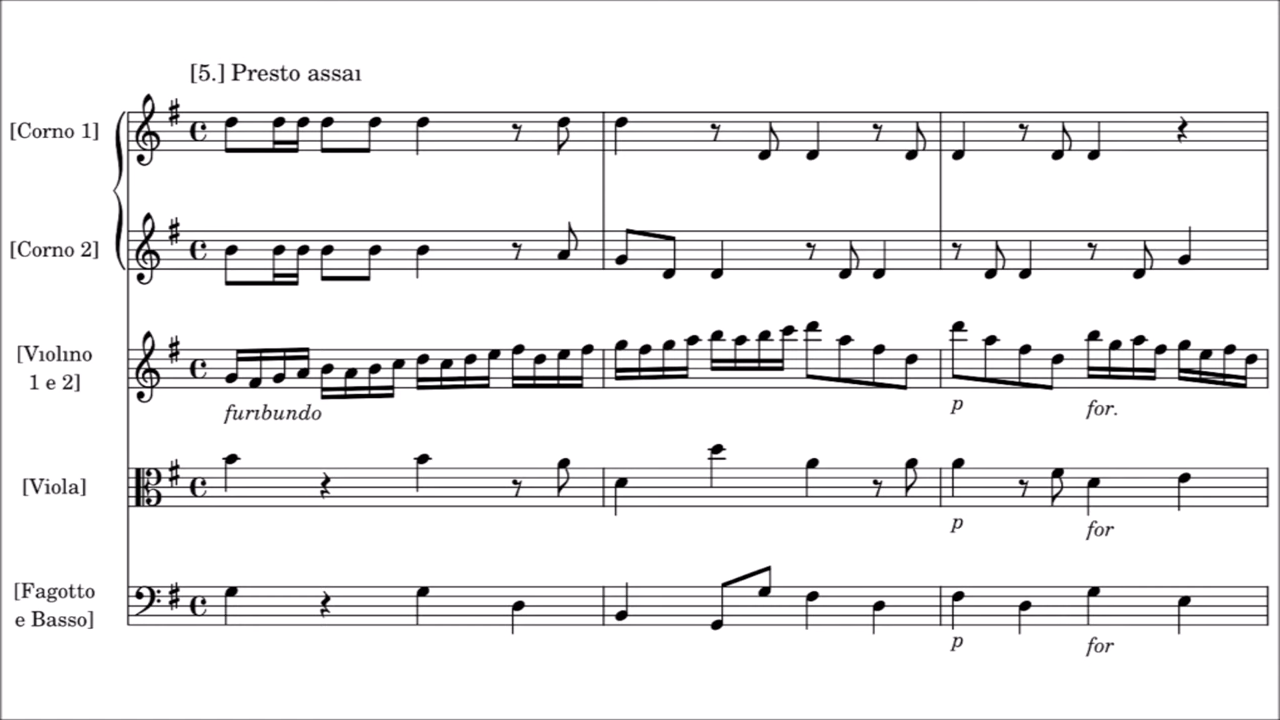 [5.] Presto assai
[Corno 1]
[Corno 2]
[Violino
1 e 2]
furibundo
p
for.
[Viola]
p
for
[Fagotto
e Basso]
p
for